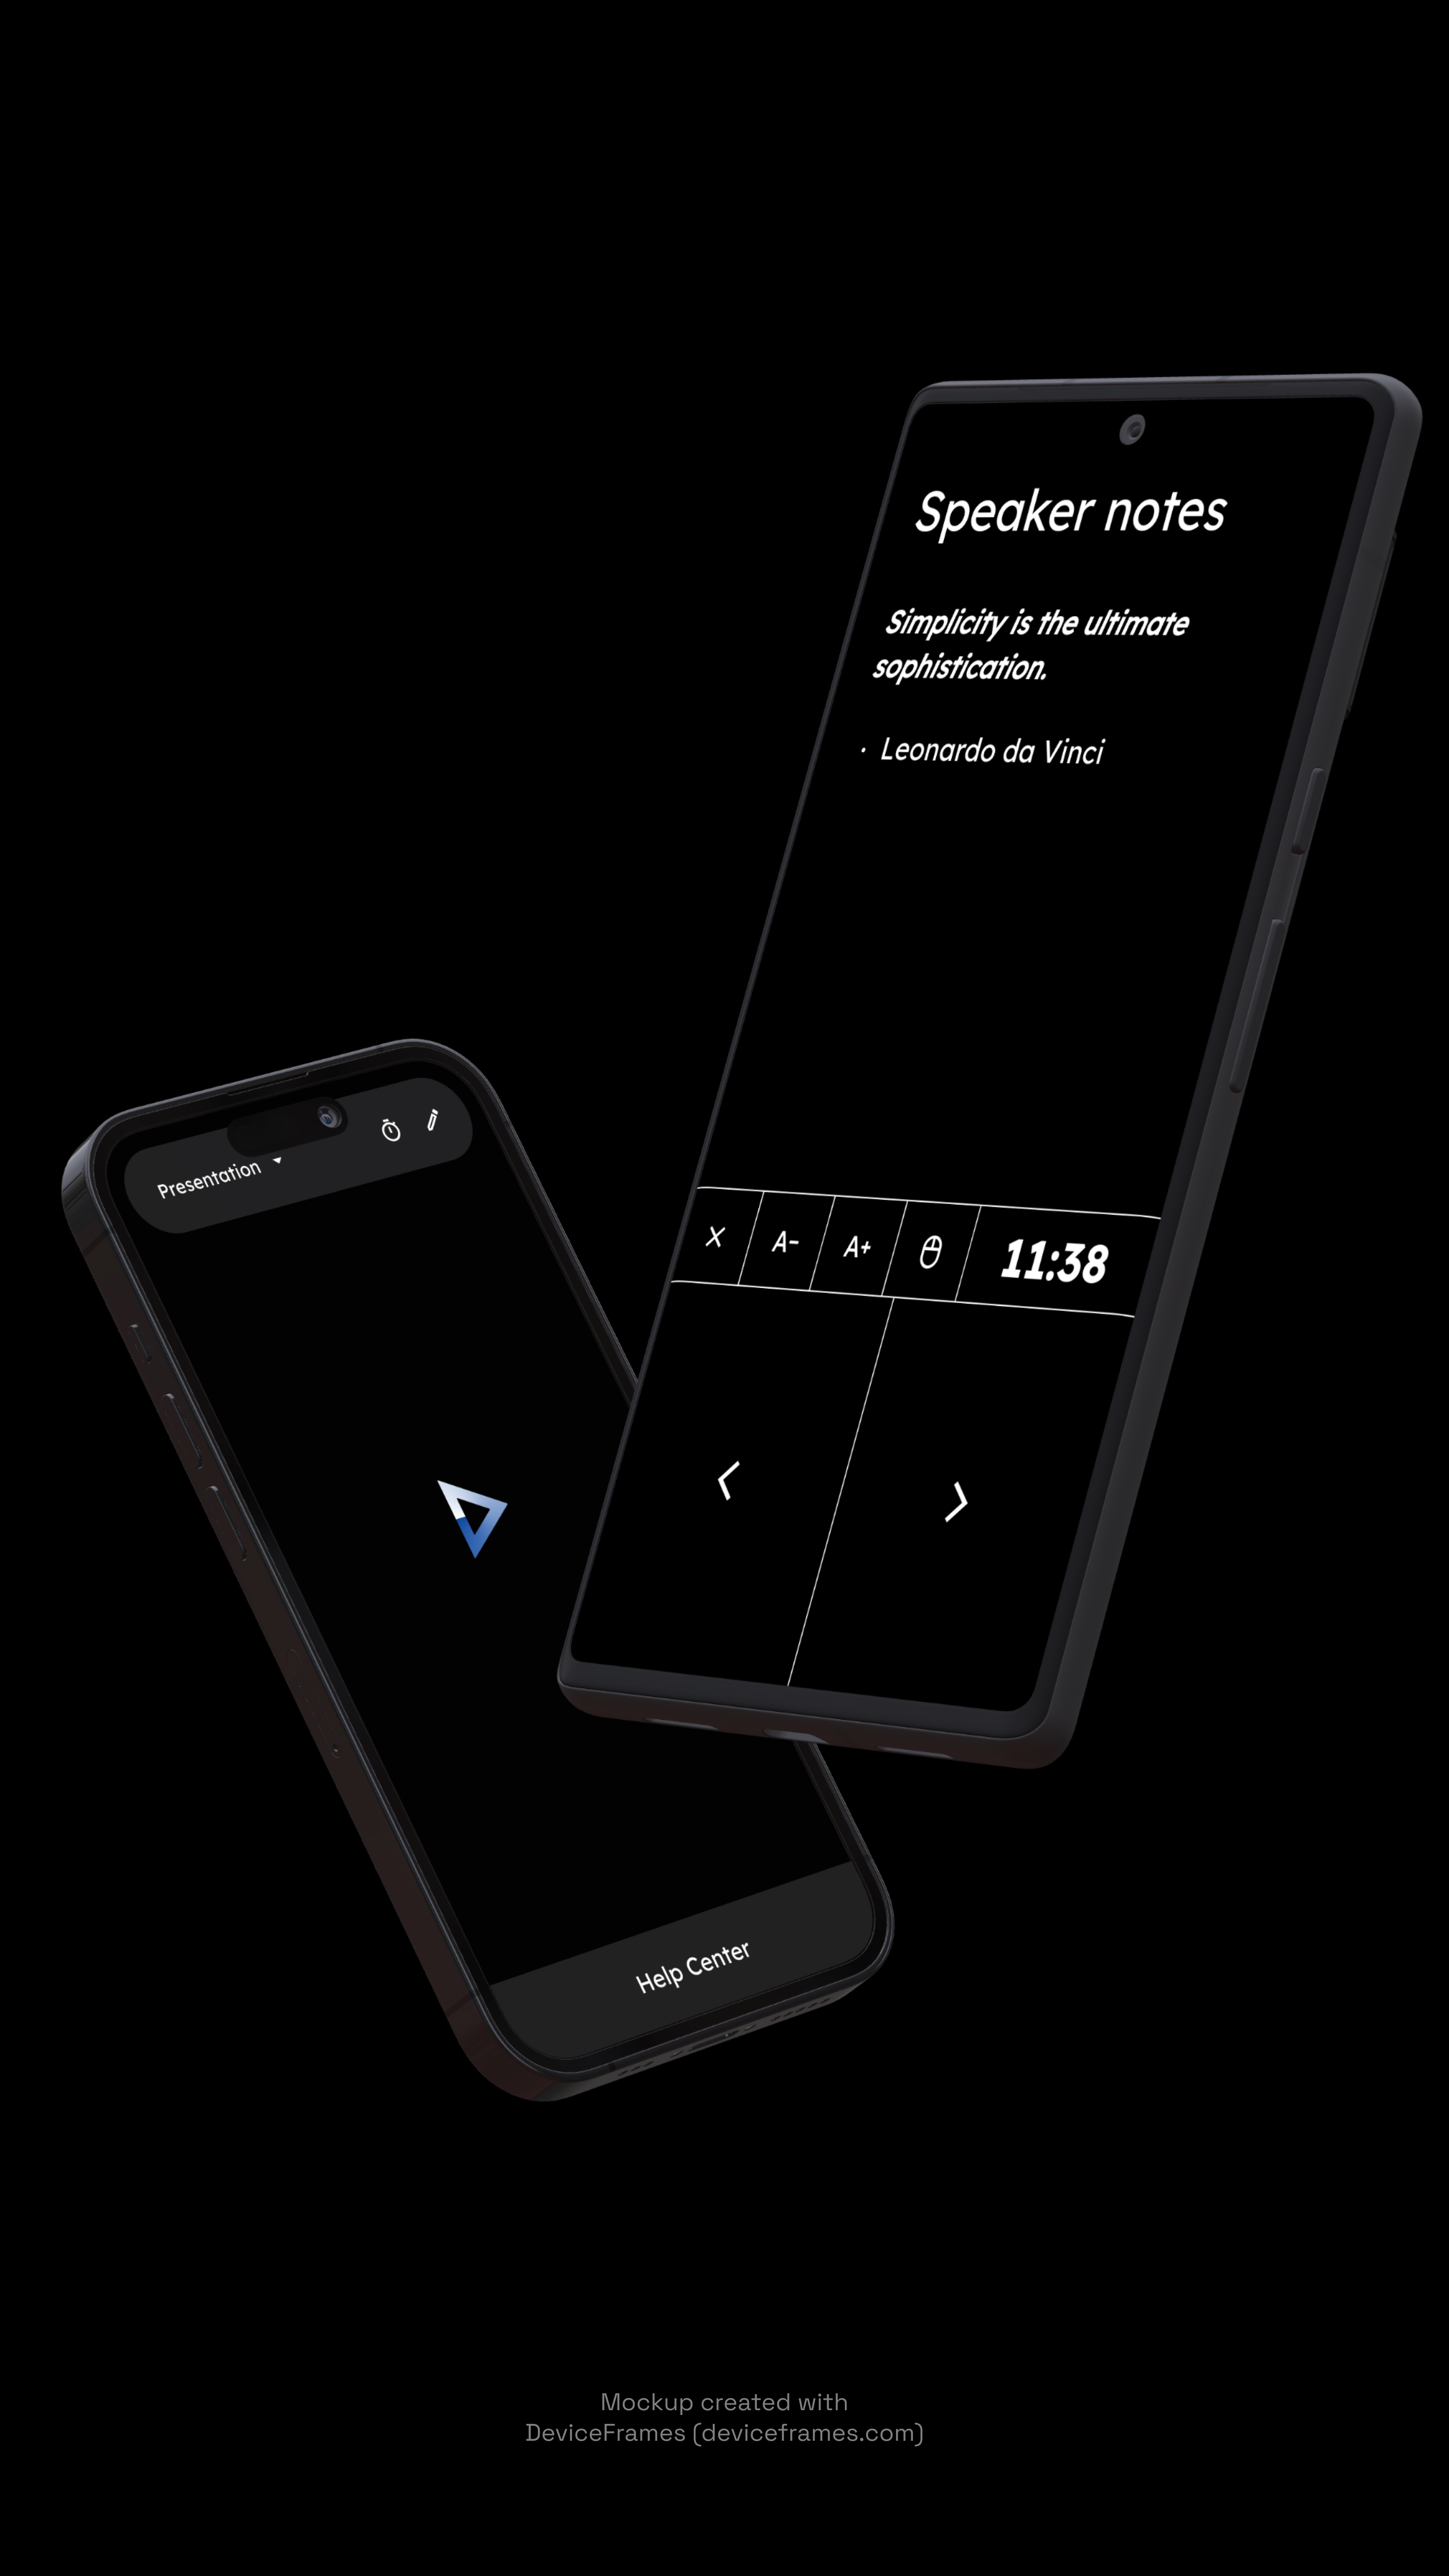 Speaker notes
Simplicity is the ultimate
sophistication.
· Leonardo da Vinci
A-
A+
11:38
Presentation
Help Center
Mockup created with
DeviceFrames (deviceframes.com)